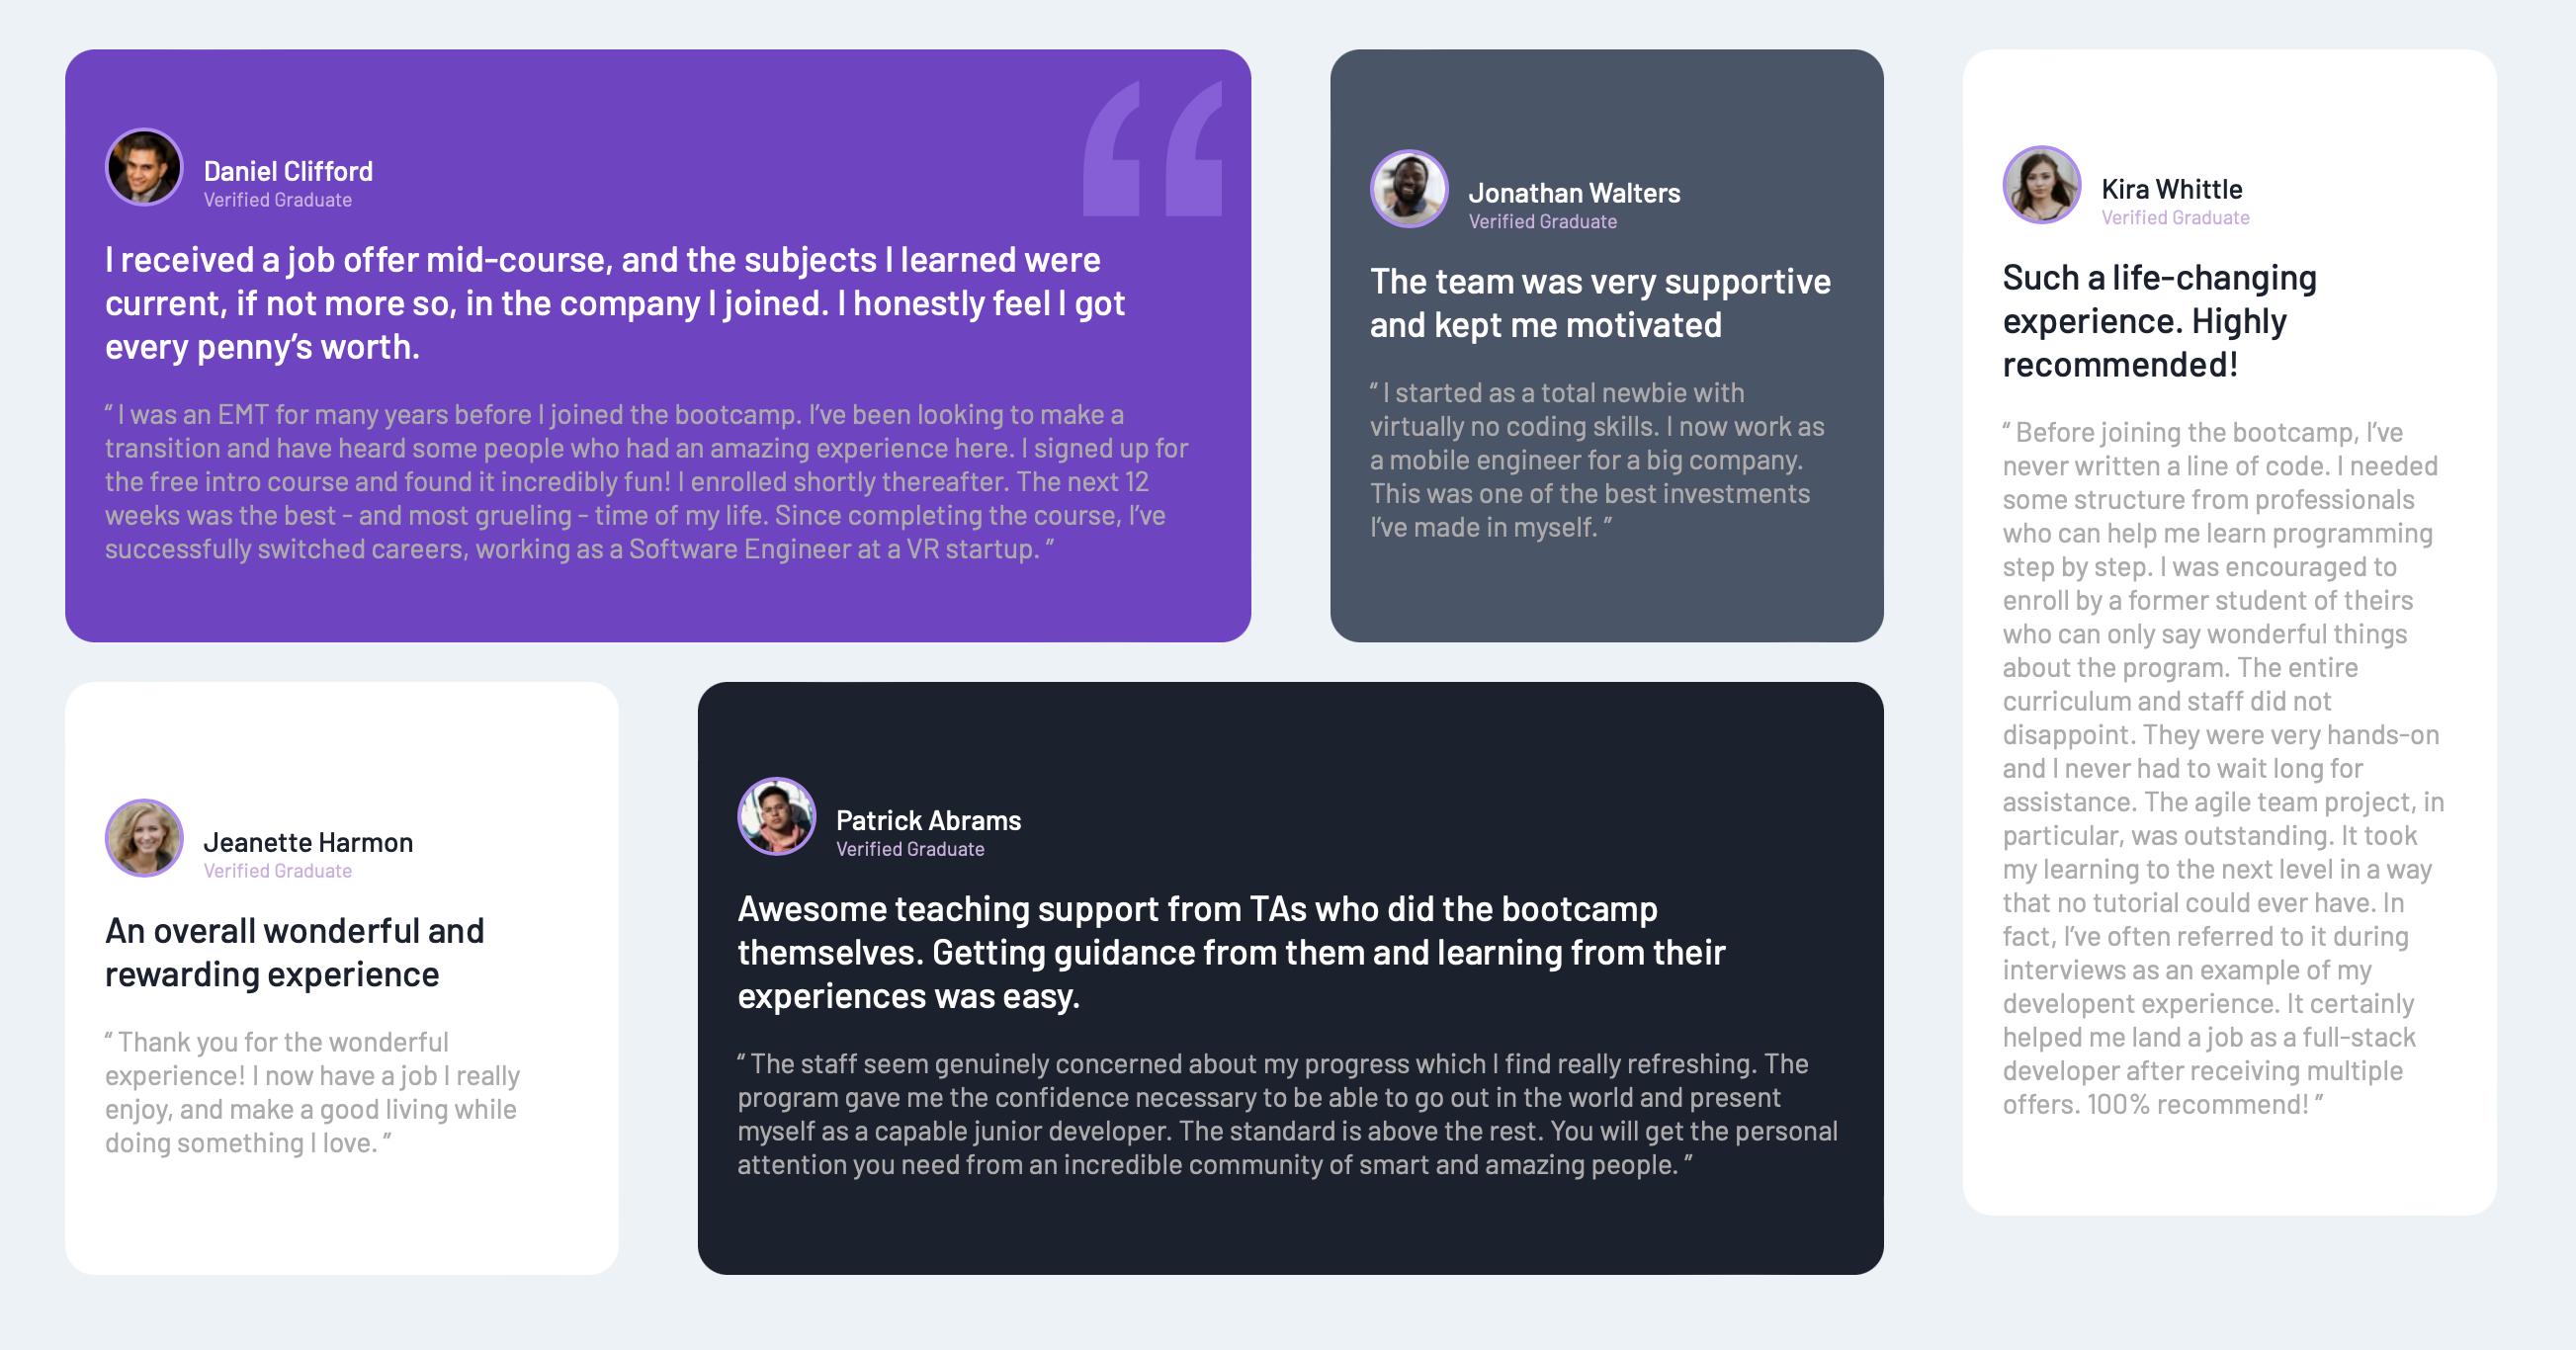 Daniel Clifford
Verified Graduate
I received a job offer mid-course, and the subjects I learned were
current, if not more so, in the company I joined. I honestly feel I got
every penny’s worth.
“ I was an EMT for many years before I joined the bootcamp. I’ve been looking to make a
transition and have heard some people who had an amazing experience here. I signed up for
the free intro course and found it incredibly fun! I enrolled shortly thereafter. The next 12
weeks was the best - and most grueling - time of my life. Since completing the course, I’ve
successfully switched careers, working as a Software Engineer at a VR startup. ”
Jonathan Walters
Verified Graduate
The team was very supportive
and kept me motivated
“ I started as a total newbie with
virtually no coding skills. I now work as
a mobile engineer for a big company.
This was one of the best investments
I’ve made in myself. ”
Kira Whittle
Verified Graduate
Such a life-changing
experience. Highly
recommended!
“ Before joining the bootcamp, I’ve
never written a line of code. I needed
some structure from professionals
who can help me learn programming
step by step. I was encouraged to
enroll by a former student of theirs
who can only say wonderful things
about the program. The entire
curriculum and staff did not
disappoint. They were very hands-on
and I never had to wait long for
assistance. The agile team project, in
particular, was outstanding. It took
my learning to the next level in a way
that no tutorial could ever have. In
fact, I’ve often referred to it during
interviews as an example of my
developent experience. It certainly
helped me land a job as a full-stack
developer after receiving multiple
offers. 100% recommend! ”
Jeanette Harmon
Verified Graduate
An overall wonderful and
rewarding experience
“ Thank you for the wonderful
experience! I now have a job I really
enjoy, and make a good living while
doing something I love. ”
Patrick Abrams
Verified Graduate
Awesome teaching support from TAs who did the bootcamp
themselves. Getting guidance from them and learning from their
experiences was easy.
“ The staff seem genuinely concerned about my progress which I find really refreshing. The
program gave me the confidence necessary to be able to go out in the world and present
myself as a capable junior developer. The standard is above the rest. You will get the personal
attention you need from an incredible community of smart and amazing people. ”